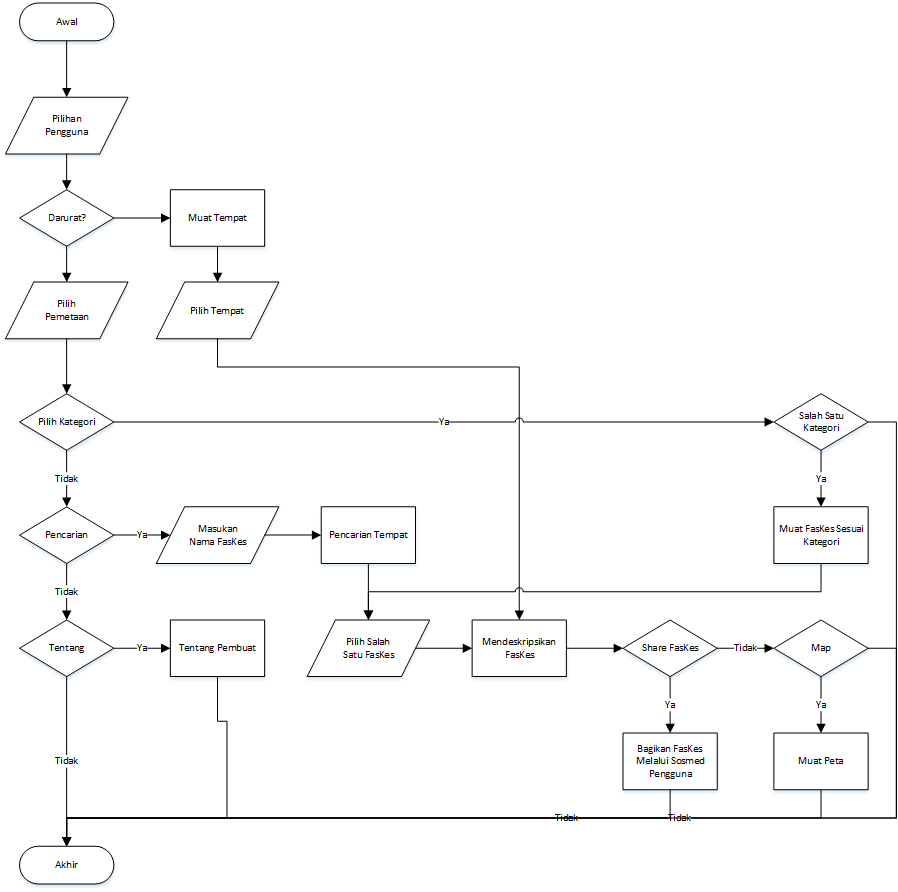 Awal
Pilihan
Pengguna
Darurat?
Muat Tempat
Pilih
Pemetaan
Pilih Tempat
Pilih Kategori
Ya
Salah Satu
Kategori
Tidak
Ya
Pencarian
Ya
Masukan
Nama FasKes
Pencarian Tempat
Muat FasKes Sesuai
Kategori
Tidak
Tentang
Ya
Tentang Pembuat
Pilih Salah
Satu FasKes
Mendeskripsikan
FasKes
Share FasKes
Tidak
Map
Ya
Ya
Tidak
Bagikan FasKes
Melalui Sosmed
Pengguna
Muat Peta
Tidak
Tidak
Akhir